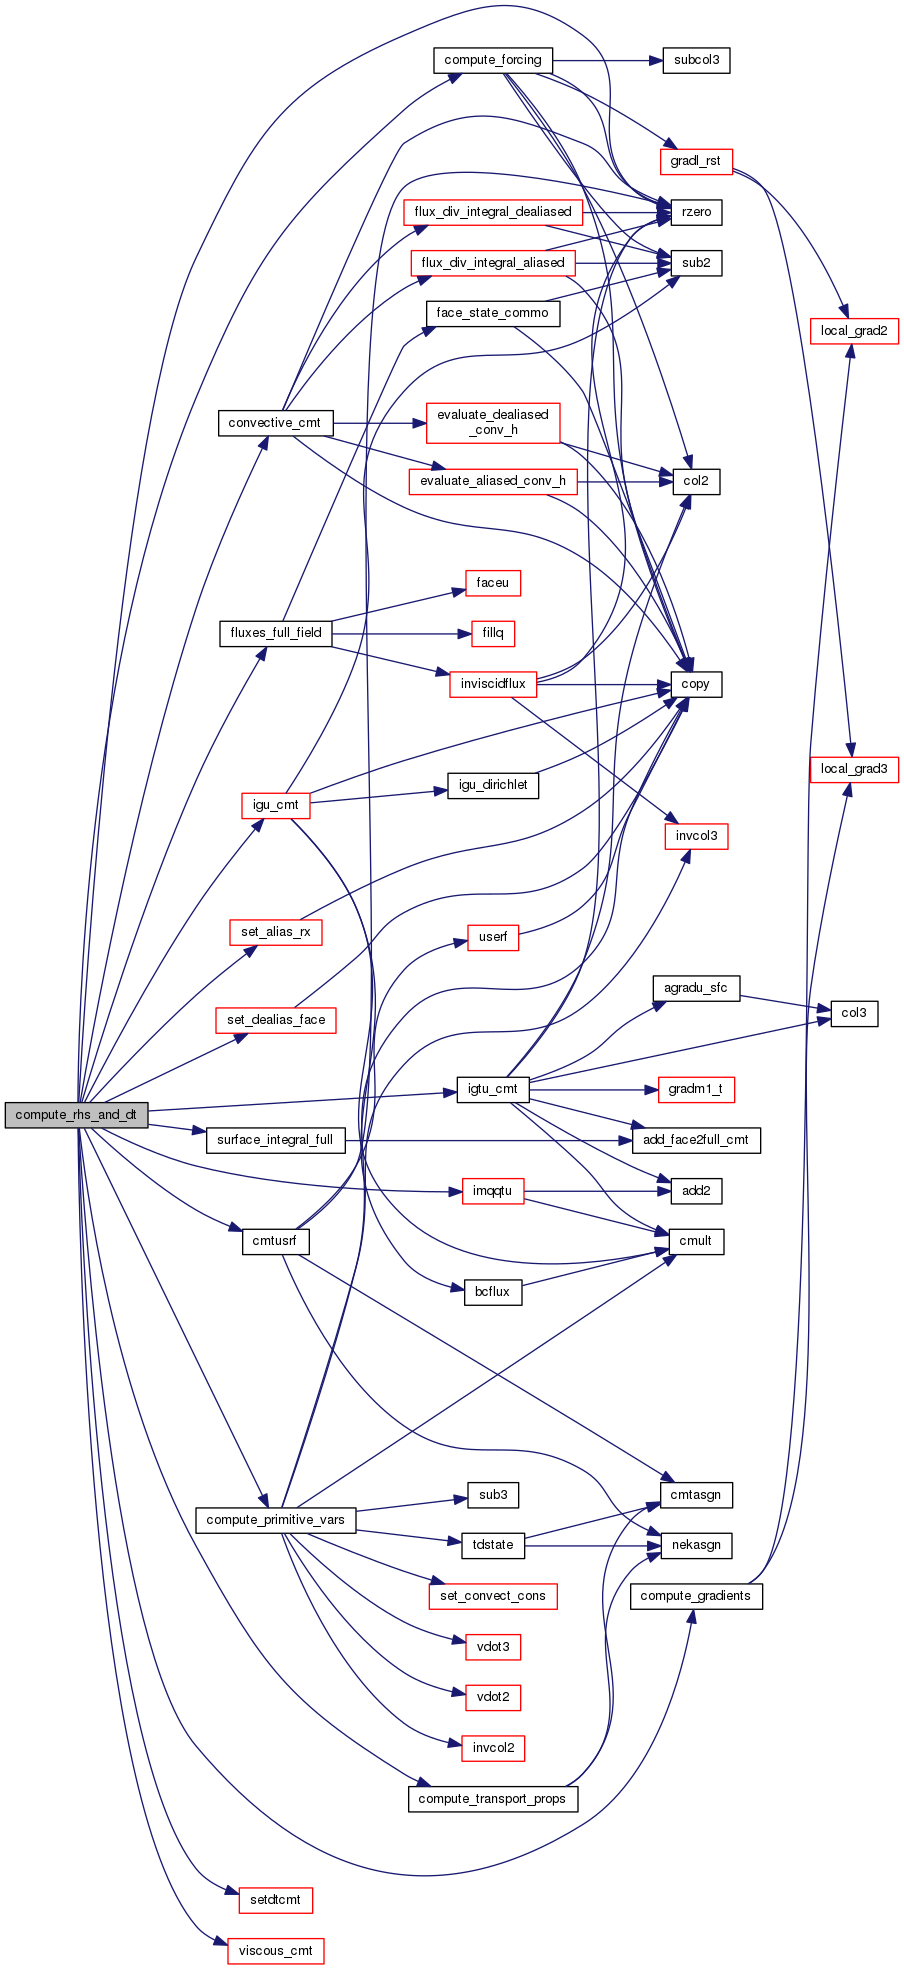 compute_forcing
subcol3
gradl_rst
flux_div_integral_dealiased
rzero
flux_div_integral_aliased
sub2
face_state_commo
local_grad2
convective_cmt
evaluate_dealiased
_conv_h
evaluate_aliased_conv_h
col2
faceu
fluxes_full_field
fillq
inviscidflux
copy
local_grad3
igu_dirichlet
igu_cmt
invcol3
set_alias_rx
userf
agradu_sfc
set_dealias_face
col3
igtu_cmt
gradm1_t
compute_rhs_and_dt
surface_integral_full
add_face2full_cmt
imqqtu
add2
cmtusrf
cmult
bcflux
sub3
cmtasgn
compute_primitive_vars
tdstate
nekasgn
set_convect_cons
compute_gradients
vdot3
vdot2
invcol2
compute_transport_props
setdtcmt
viscous_cmt